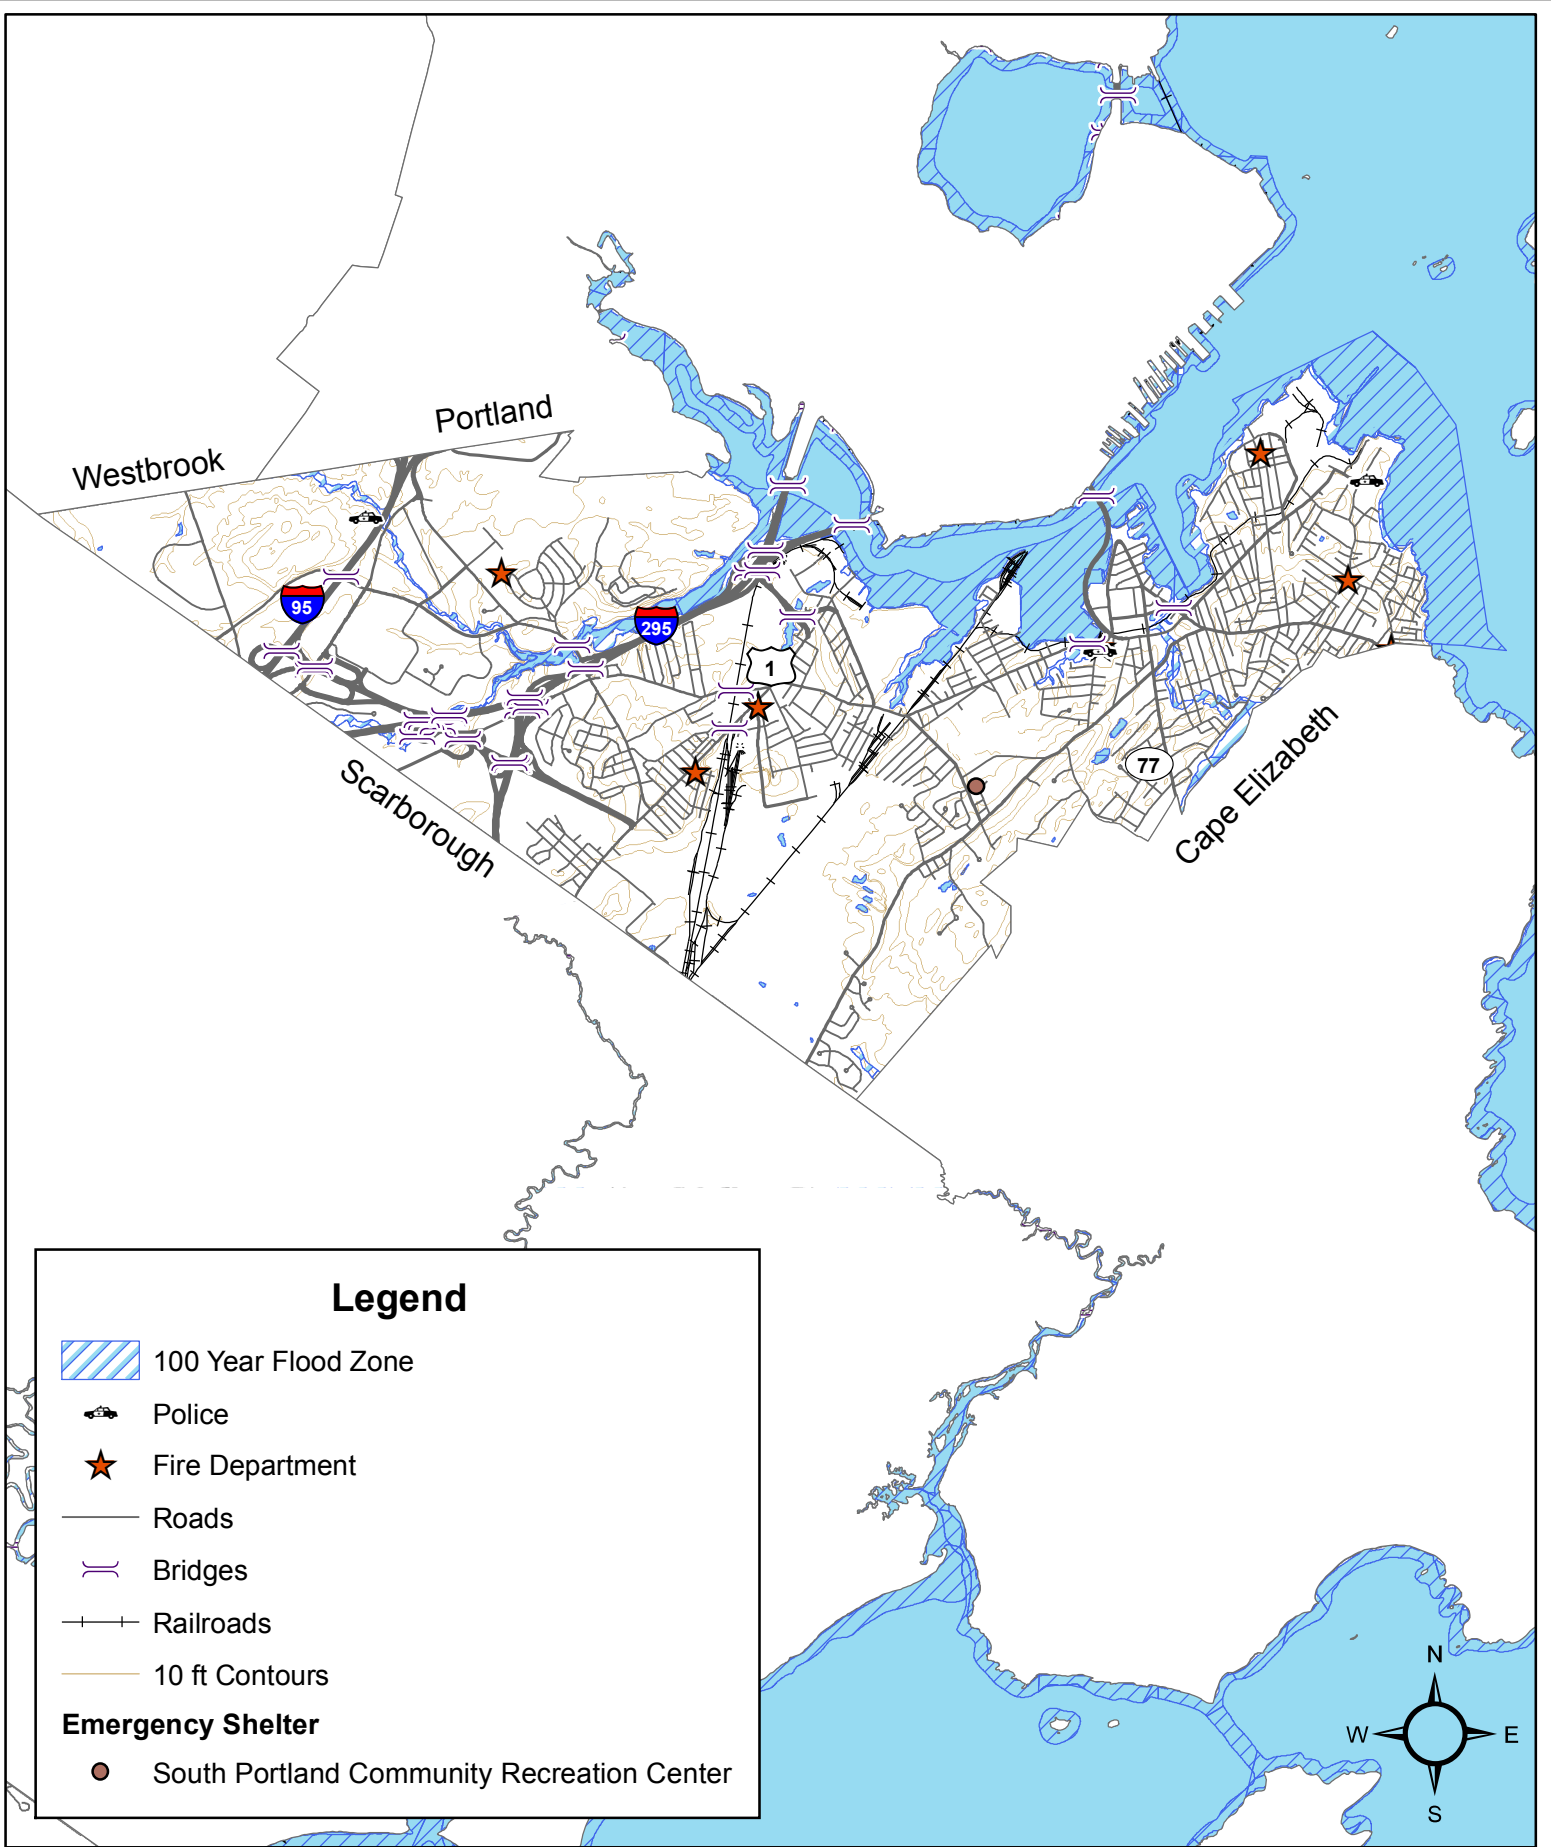 Portland
Westbrook
95
295
1
77
Scarborough
Cape Elizabeth
Legend
100 Year Flood Zone
Police
Fire Department
Roads
Bridges
Railroads
10 ft Contours
Emergency Shelter
South Portland Community Recreation Center
N
W E
S